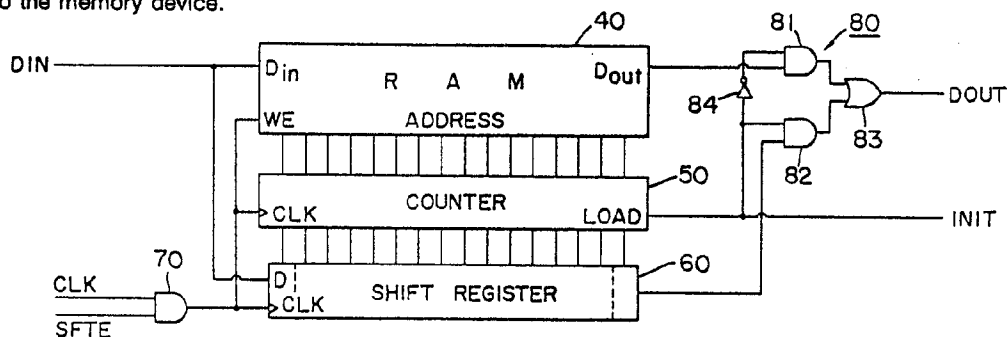 o the memory device.
40
81
80
DIN
Din
R A M
Dout
84
DOUT
WE
ADDRESS
83
82
50
CLK
COUNTER
LOAD
INIT
70
60
CLK
D
SHIFT REGISTER
CLK
SFTE